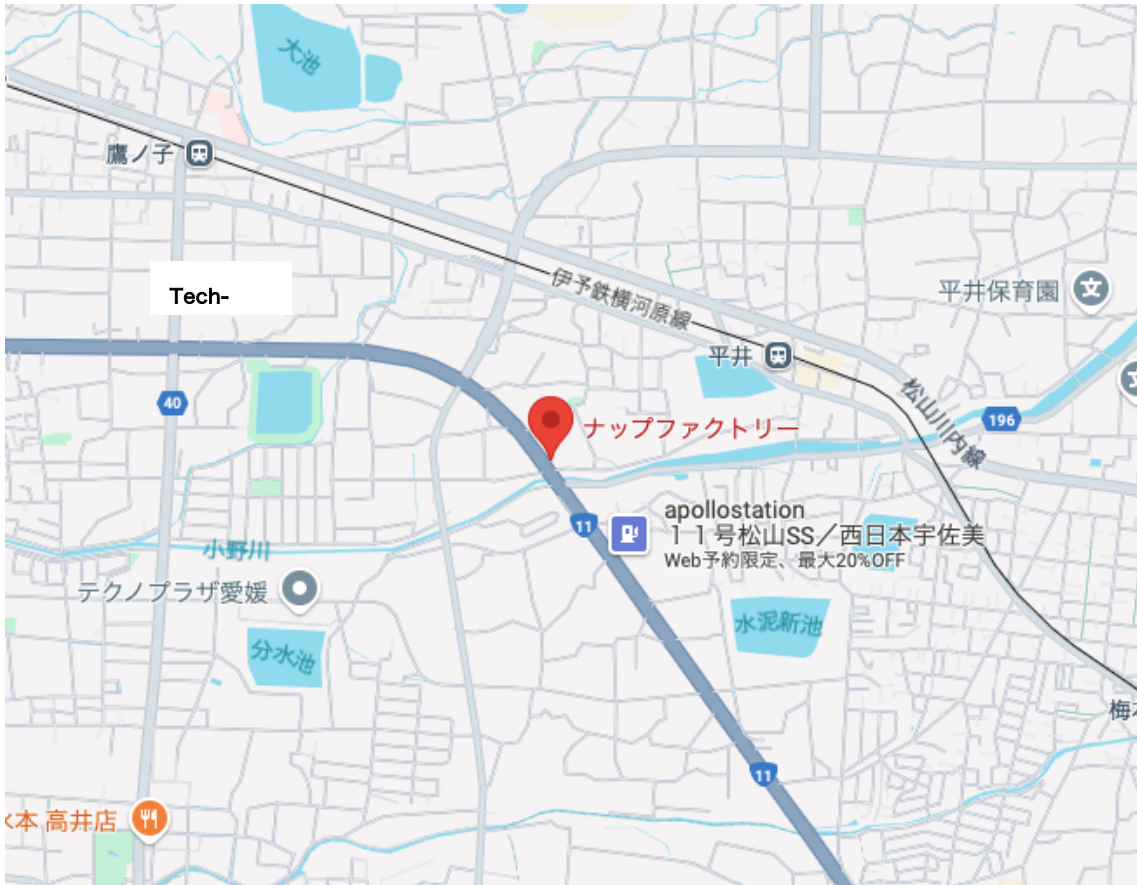 大池
鷹ノ子
Tech-
伊予鉄横河原線
平井保育園
平井
松山川内線
40
196
ナップファクトリー
11
apollostation
11号松山SS/西日本宇佐美
Web予約限定、最大20%OFF
小野川
テクノプラザ愛媛
水泥新池
分水池
梅
11
本 高井店